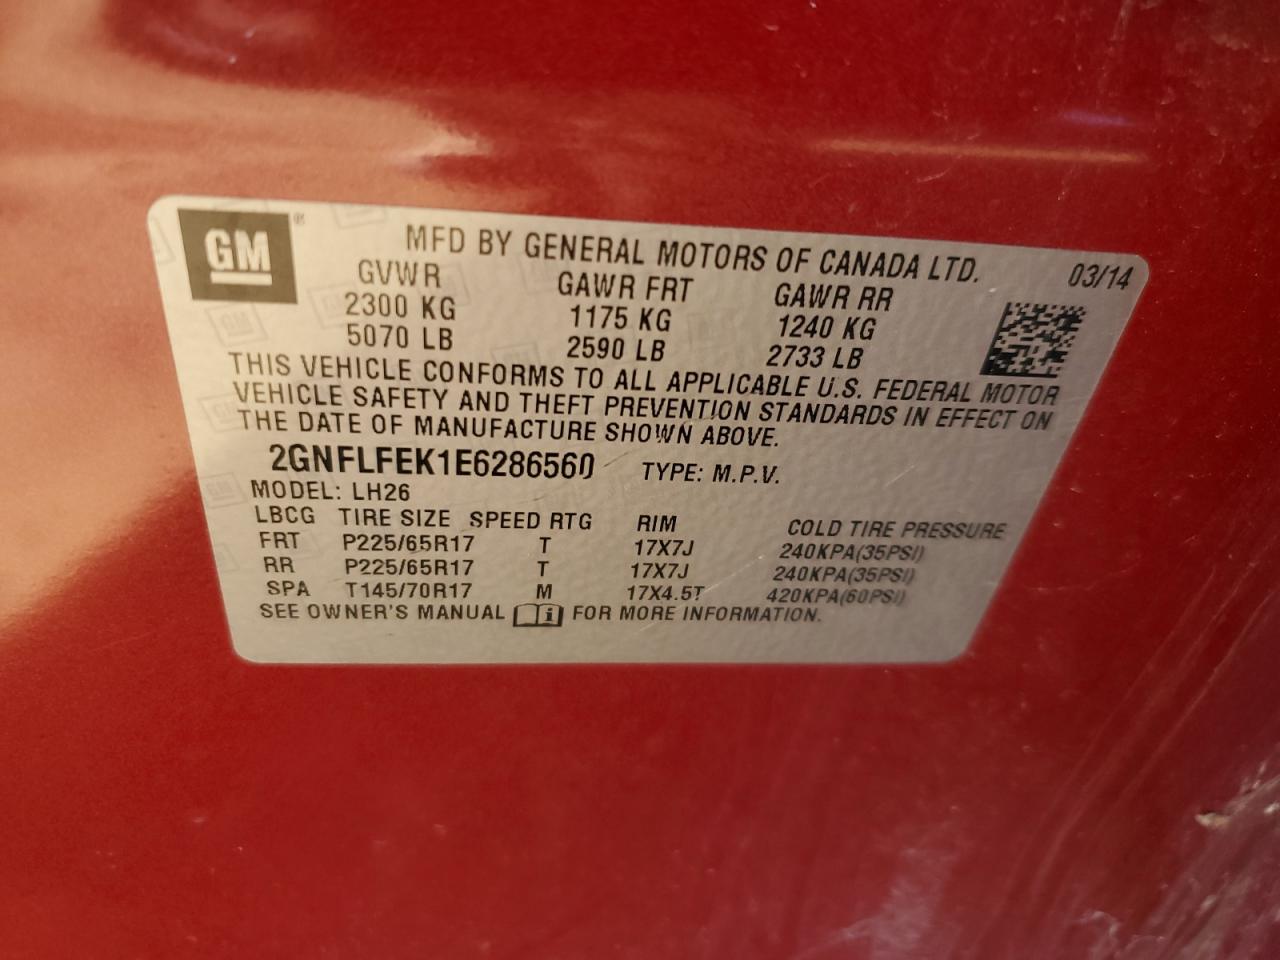 GM®
MFD BY GENERAL MOTORS OF CANADA LTD. 03/14
GVWR GAWR FRT GAWR RR
2300 KG 1175 KG 1240 KG
5070 LB 2590 LB 2733 LB
THIS VEHICLE CONFORMS TO ALL APPLICABLE U.S. FEDERAL MOTOR
VEHICLE SAFETY AND THEFT PREVENTION STANDARDS IN EFFECT ON
THE DATE OF MANUFACTURE SHOWN ABOVE.
2GNFLFEK1E6286560 TYPE: M.P.V.
MODEL: LH26
LBCG TIRE SIZE SPEED RTG RIM COLD TIRE PRESSURE
FRT P225/65R17 T 17X7J 240KPA(35PSI)
RR P225/65R17 T 17X7J 240KPA(35PSI)
SPA T145/70R17 M 17X4.5T 420KPA(60PSI)
SEE OWNER'S MANUAL i FOR MORE INFORMATION.